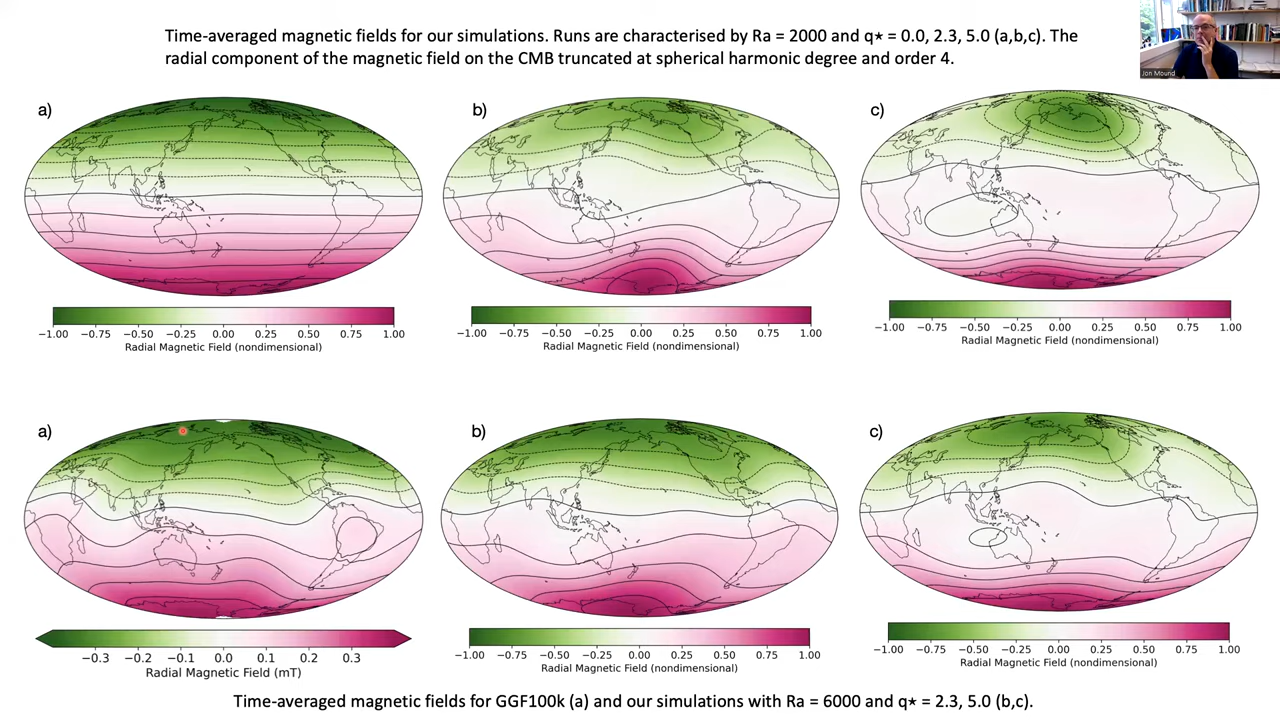 Time-averaged magnetic fields for our simulations. Runs are characterised by Ra = 2000 and q⋆ = 0.0, 2.3, 5.0 (a,b,c). The
radial component of the magnetic field on the CMB truncated at spherical harmonic degree and order 4.
Jon Mound
a)
b)
c)
−1.00 −0.75 −0.50 −0.25 0.00 0.25 0.50 0.75 1.00
Radial Magnetic Field (nondimensional)
−1.00 −0.75 −0.50 −0.25 0.00 0.25 0.50 0.75 1.00
Radial Magnetic Field (nondimensional)
−1.00 −0.75 −0.50 −0.25 0.00 0.25 0.50 0.75 1.00
Radial Magnetic Field (nondimensional)
a)
b)
c)
−0.3 −0.2 −0.1 0.0 0.1 0.2 0.3
Radial Magnetic Field (mT)
−1.00 −0.75 −0.50 −0.25 0.00 0.25 0.50 0.75 1.00
Radial Magnetic Field (nondimensional)
−1.00 −0.75 −0.50 −0.25 0.00 0.25 0.50 0.75 1.00
Radial Magnetic Field (nondimensional)
Time-averaged magnetic fields for GGF100k (a) and our simulations with Ra = 6000 and q⋆ = 2.3, 5.0 (b,c).